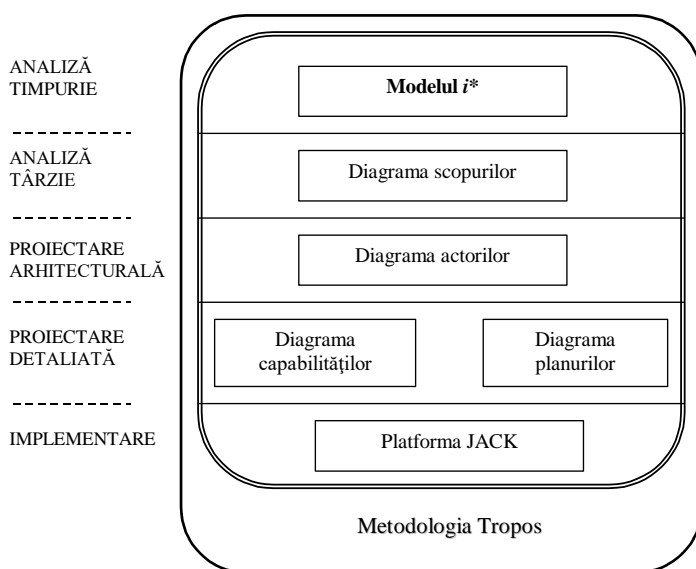 ANALIZĂ
TIMPURIE
Modelul i*
ANALIZĂ
TÂRZIE
Diagrama scopurilor
PROIECTARE
ARHITECTURALĂ
Diagrama actorilor
PROIECTARE
DETALIATĂ
Diagrama
capabilităţilor
Diagrama
planurilor
IMPLEMENTARE
Platforma JACK
Metodologia Tropos